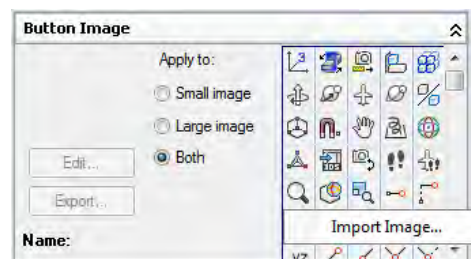 Button Image
Apply to:
Small image
Large image
Both
Edit...
Export...
Import Image...
Name: